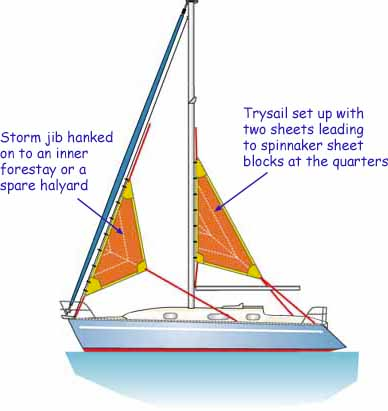 Trysail set up with
two sheets leading
to spinnaker sheet
blocks at the quarters
Storm jib hanked
on to an inner
forestay or a
spare halyard